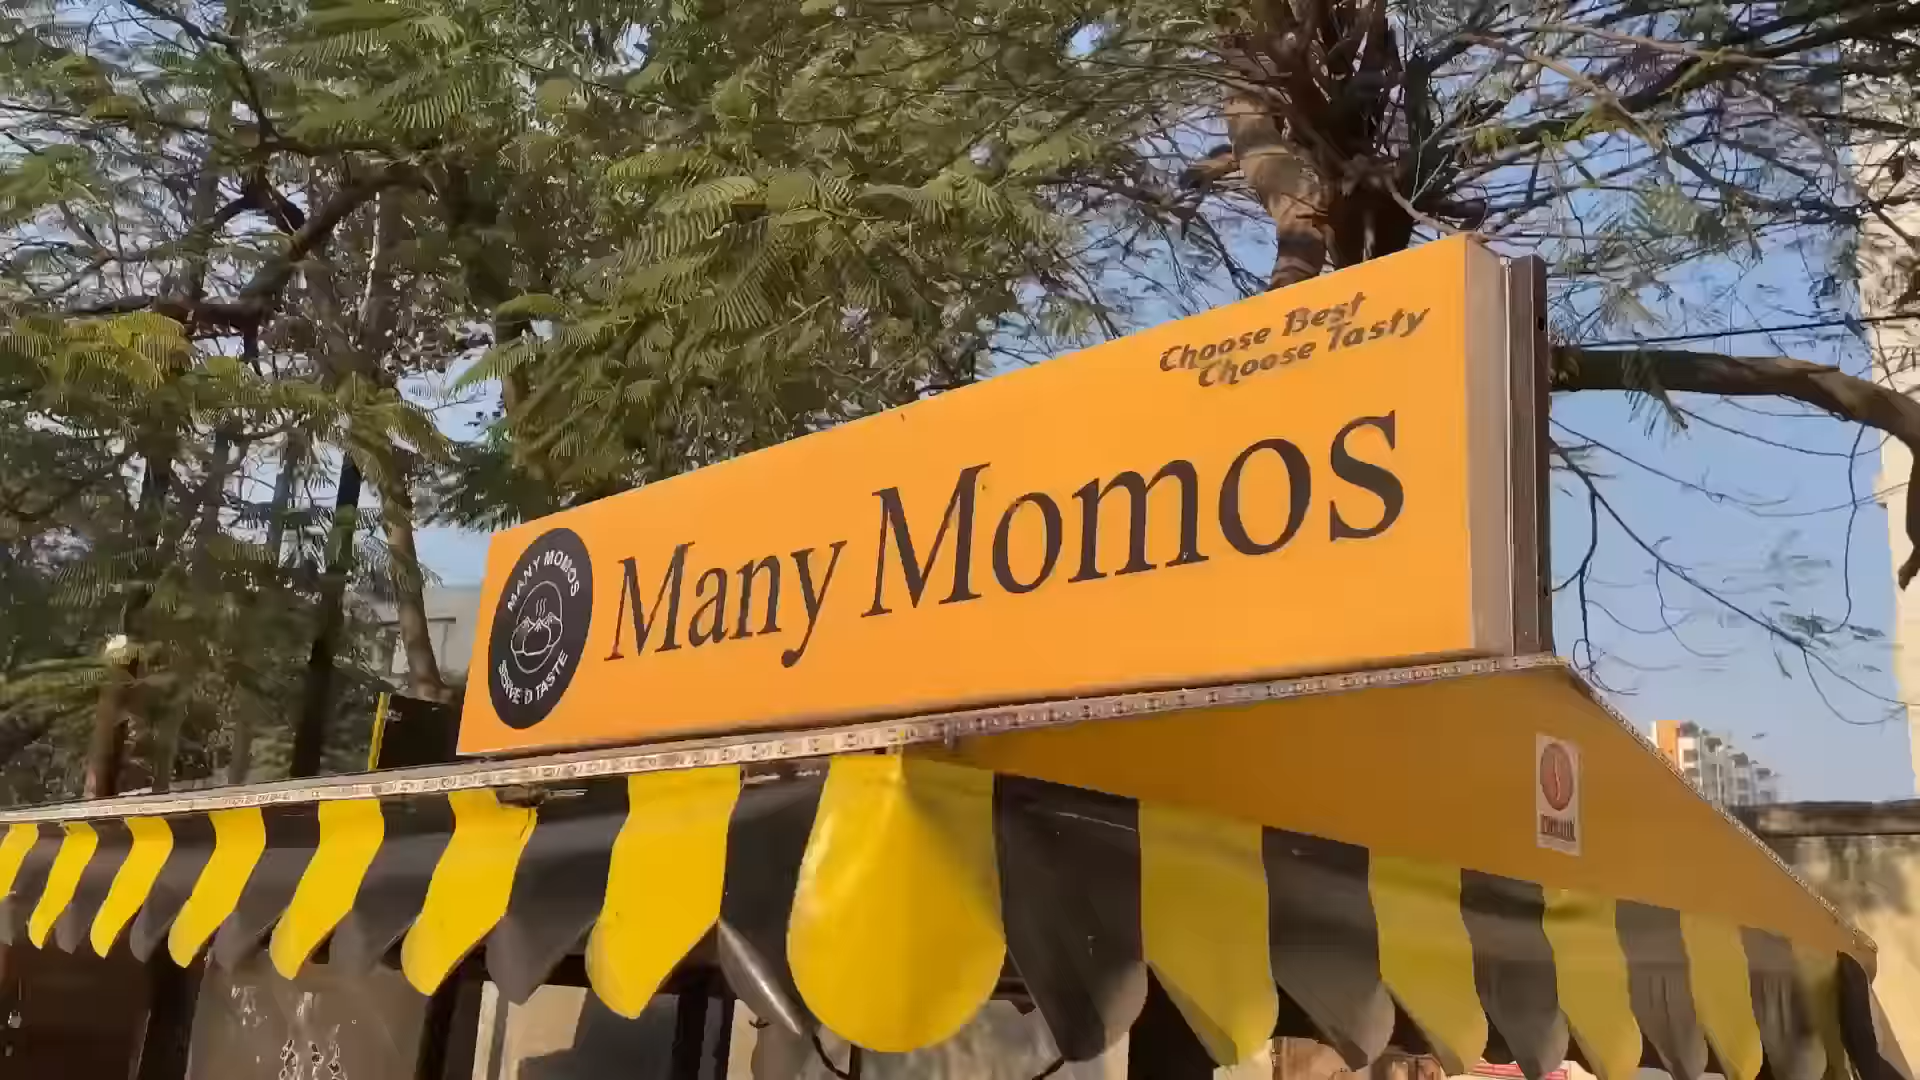 Choose Best
Choose Tasty
Many Momos
MANY MOMOS
SERVE D TASTE